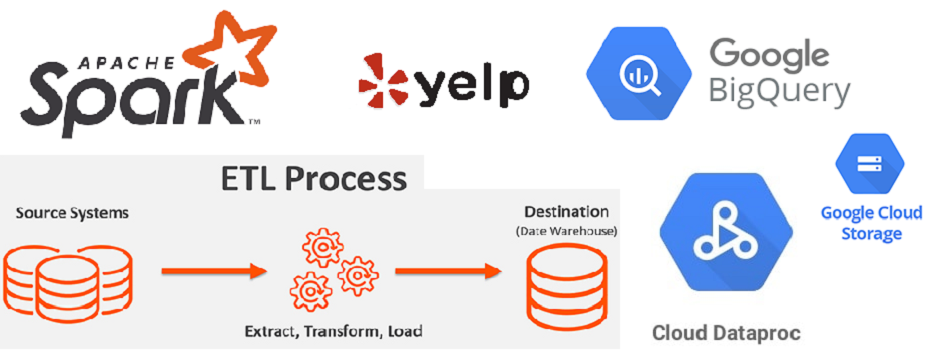 APACHE
Spark™
yelp
Google
BigQuery
ETL Process
Source Systems
Destination
(Date Warehouse)
Extract, Transform, Load
Google Cloud
Storage
Cloud Dataproc